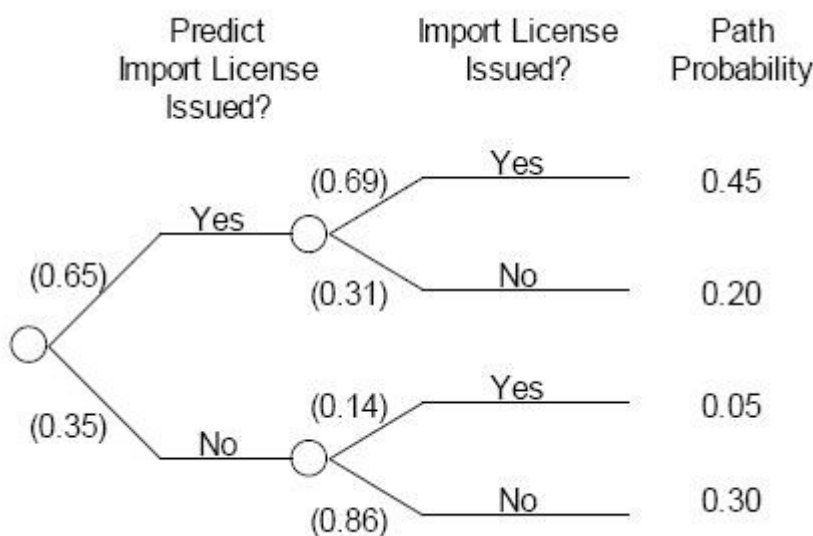 Predict
Import License
Issued?
Import License
Issued?
Path
Probability
(0.69)
Yes
0.45
Yes
(0.65)
(0.31)
No
0.20
(0.35)
(0.14)
Yes
0.05
No
(0.86)
No
0.30